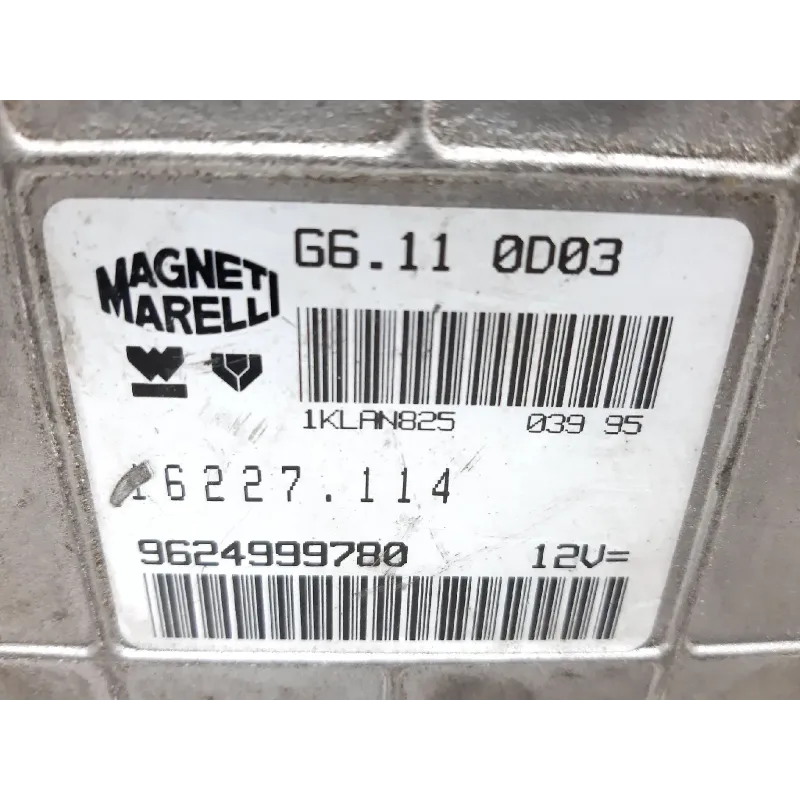 MAGNETI
MARELLI
G6.11 0D03
1KLAN825 039 95
16227.114
9624999780 12V=